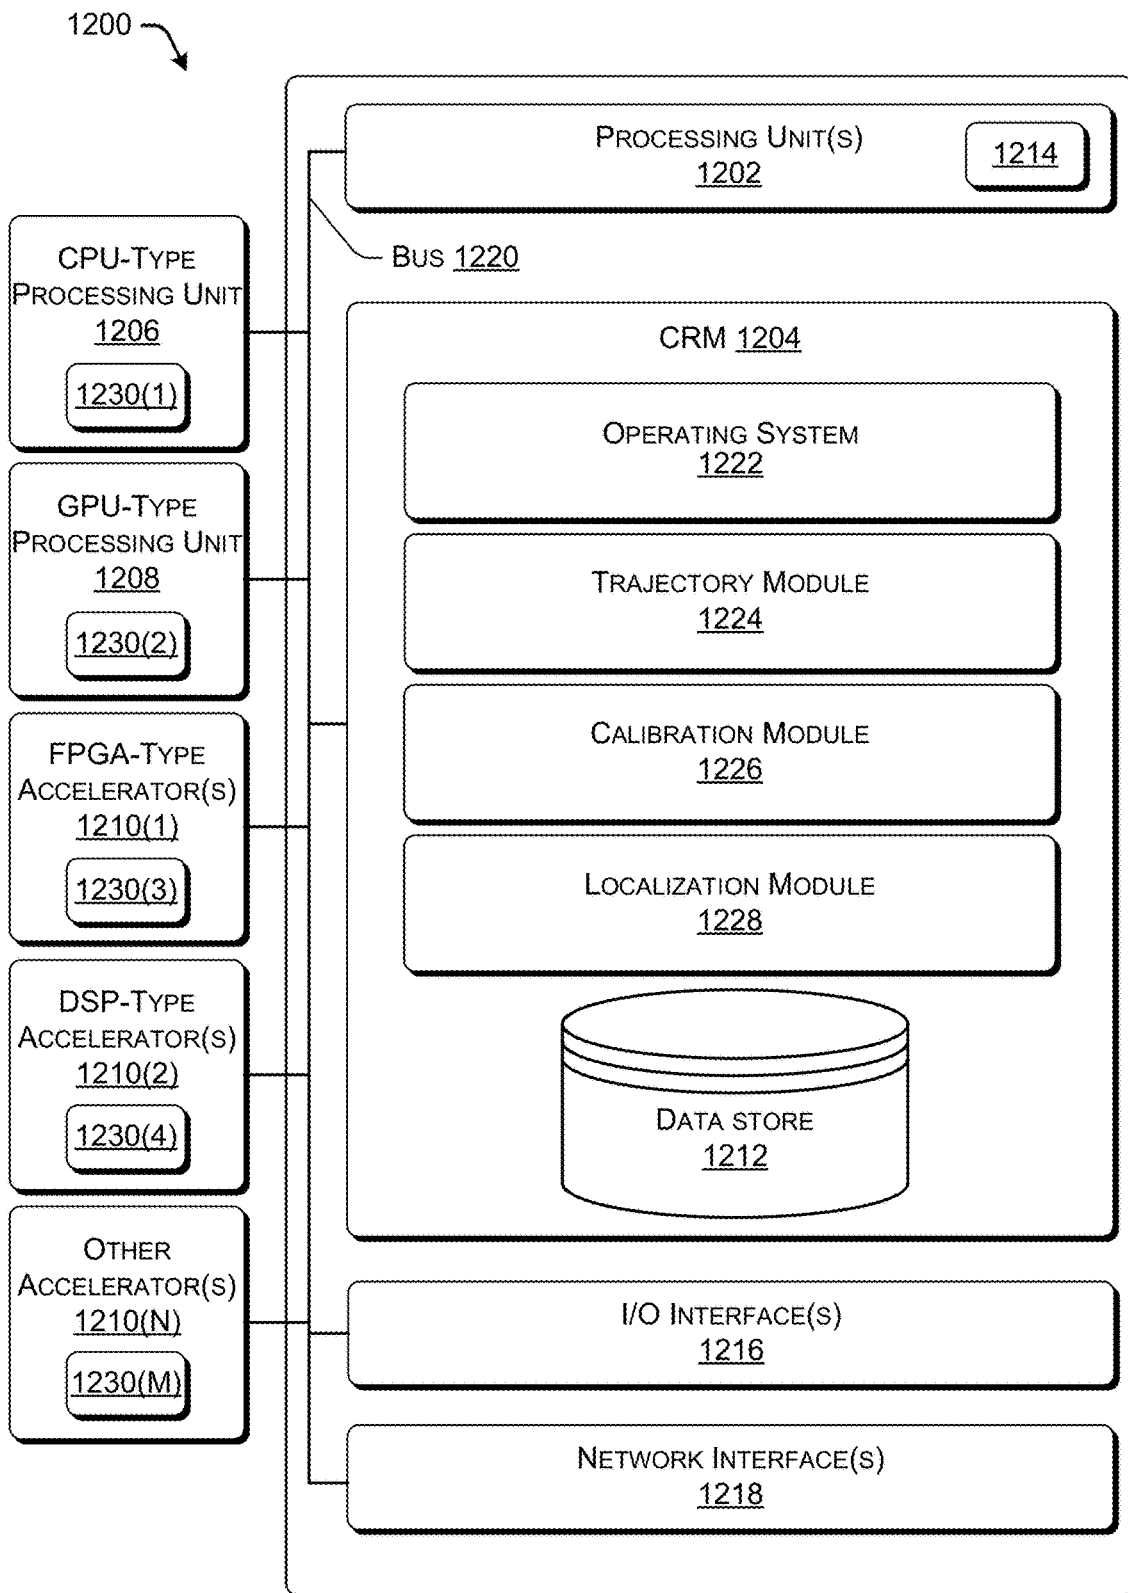 1200
PROCESSING UNIT(S)
1202
1214
BUS 1220
CPU-TYPE
PROCESSING UNIT
1206
1230(1)
GPU-TYPE
PROCESSING UNIT
1208
1230(2)
FPGA-TYPE
ACCELERATOR(S)
1210(1)
1230(3)
DSP-TYPE
ACCELERATOR(S)
1210(2)
1230(4)
OTHER
ACCELERATOR(S)
1210(N)
1230(M)
CRM 1204
OPERATING SYSTEM
1222
TRAJECTORY MODULE
1224
CALIBRATION MODULE
1226
LOCALIZATION MODULE
1228
DATA STORE
1212
I/O INTERFACE(S)
1216
NETWORK INTERFACE(S)
1218